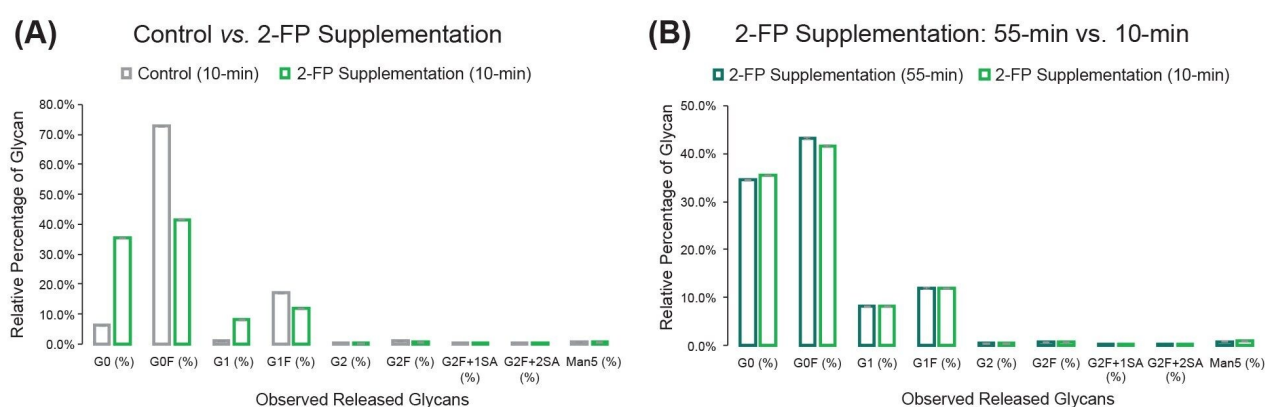 (A)
Control vs. 2-FP Supplementation
Control (10-min)
2-FP Supplementation (10-min)
Relative Percentage of Glycan
80.0%
70.0%
60.0%
50.0%
40.0%
30.0%
20.0%
10.0%
0.0%
G0 (%)
G0F (%)
G1 (%)
G1F (%)
G2 (%)
G2F (%)
G2F+1SA
(%)
G2F+2SA
(%)
Man5 (%)
Observed Released Glycans
(B)
2-FP Supplementation: 55-min vs. 10-min
2-FP Supplementation (55-min)
2-FP Supplementation (10-min)
Relative Percentage of Glycan
50.0%
40.0%
30.0%
20.0%
10.0%
0.0%
G0 (%)
G0F (%)
G1 (%)
G1F (%)
G2 (%)
G2F (%)
G2F+1SA
(%)
G2F+2SA
(%)
Man5 (%)
Observed Released Glycans